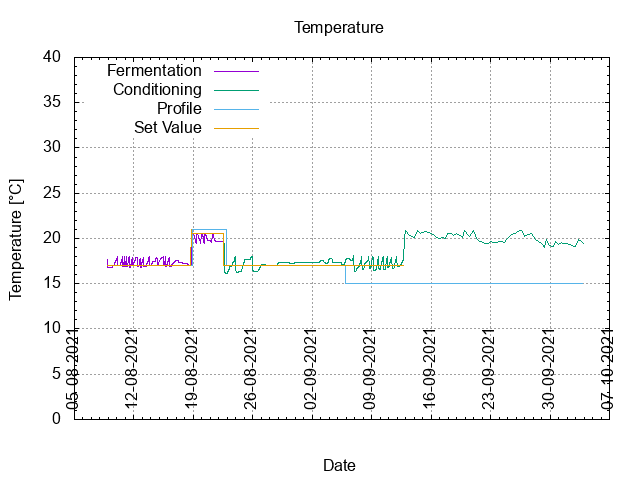 Temperature
40
35
30
25
20
15
10
5
0
Temperature [°C]
Fermentation
Conditioning
Profile
Set Value
05-08-2021
12-08-2021
19-08-2021
26-08-2021
02-09-2021
09-09-2021
16-09-2021
23-09-2021
30-09-2021
07-10-2021
Date